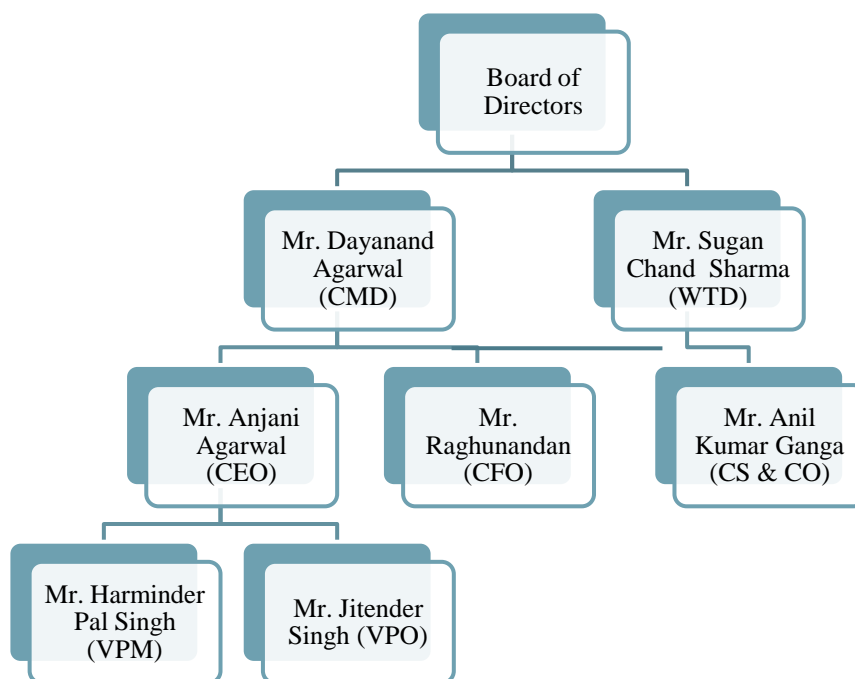 Board of
Directors
Mr. Dayanand
Agarwal
(CMD)
Mr. Sugan
Chand Sharma
(WTD)
Mr. Anjani
Agarwal
(CEO)
Mr.
Raghunandan
(CFO)
Mr. Anil
Kumar Ganga
(CS & CO)
Mr. Harminder
Pal Singh
(VPM)
Mr. Jitender
Singh (VPO)